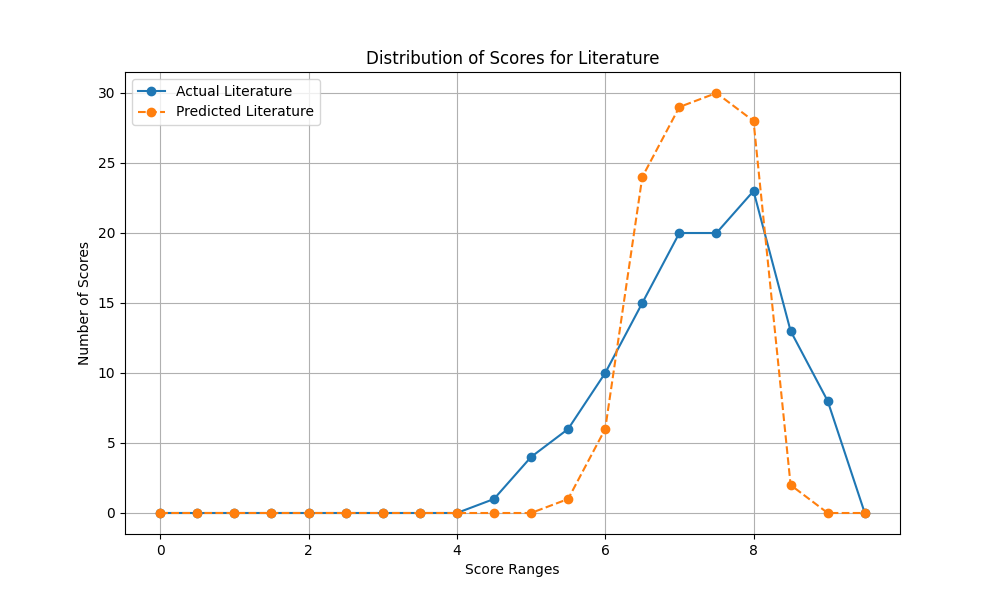 Distribution of Scores for Literature
Actual Literature
Predicted Literature
Number of Scores
30
25
20
15
10
5
0
0 2 4 6 8
Score Ranges